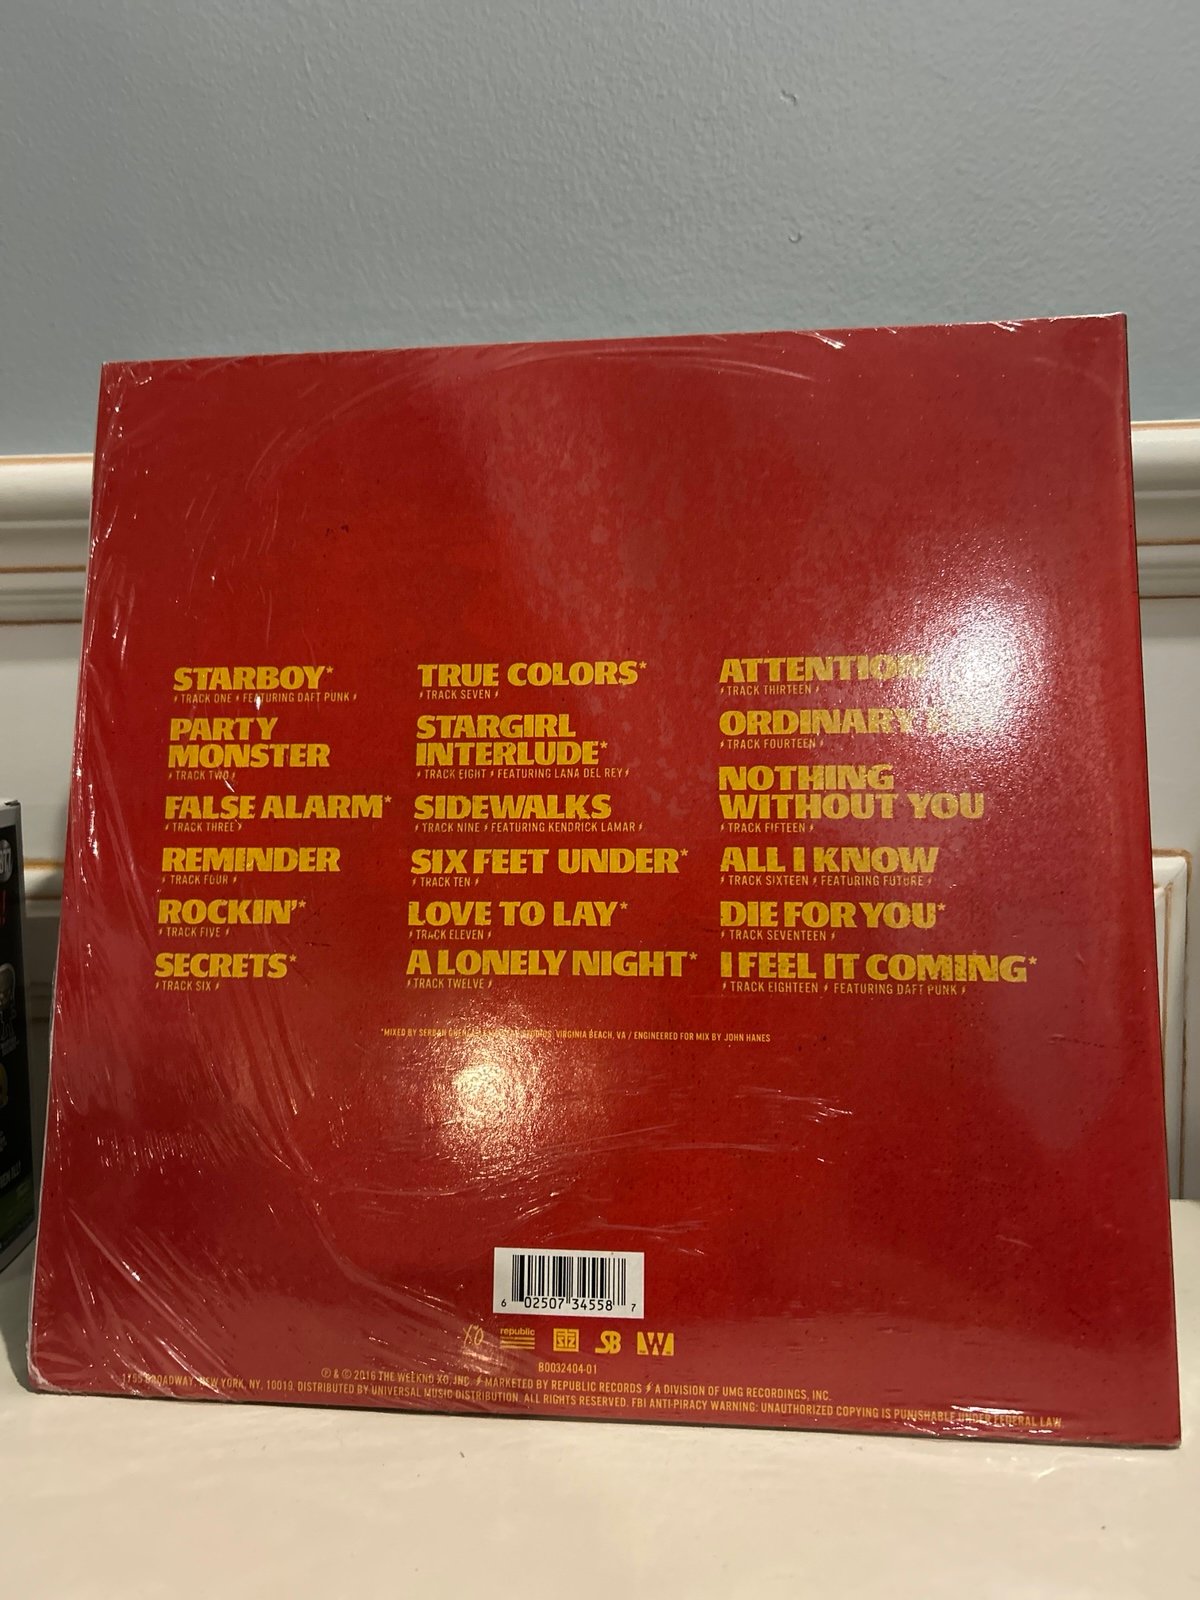 STARBOY*
TRACK ONE FEATURING DAFT PUNK
PARTY
MONSTER
TRACK TWO
FALSE ALARM*
TRACK THREE
REMINDER
TRACK FOUR
ROCKIN'*
TRACK FIVE
SECRETS*
TRACK SIX
TRUE COLORS*
TRACK SEVEN
STARGIRL
INTERLUDE*
TRACK EIGHT FEATURING LANA DEL REY
SIDEWALKS
TRACK NINE FEATURING KENDRICK LAMAR
SIX FEET UNDER*
TRACK TEN
LOVE TO LAY*
TRACK ELEVEN
A LONELY NIGHT*
TRACK TWELVE
ATTENTION
TRACK THIRTEEN
ORDINARY
TRACK FOURTEEN
NOTHING
WITHOUT YOU
TRACK FIFTEEN
ALL I KNOW
TRACK SIXTEEN FEATURING FUTURE
DIE FOR YOU*
TRACK SEVENTEEN
I FEEL IT COMING*
TRACK EIGHTEEN FEATURING DAFT PUNK
*MIXED BY SERBAN VIRGINIA BEACH, VA / ENGINEERED FOR MIX BY JOHN HANES
6 02507 34558 7
XO republic SB W
B0032404-01
℗ & © 2016 THE WEEKND XO, INC. MARKETED BY REPUBLIC RECORDS A DIVISION OF UMG RECORDINGS, INC.
1755 BROADWAY, NEW YORK, NY, 10019. DISTRIBUTED BY UNIVERSAL MUSIC DISTRIBUTION. ALL RIGHTS RESERVED. FBI ANTI-PIRACY WARNING: UNAUTHORIZED COPYING IS PUNISHABLE UNDER FEDERAL LAW.